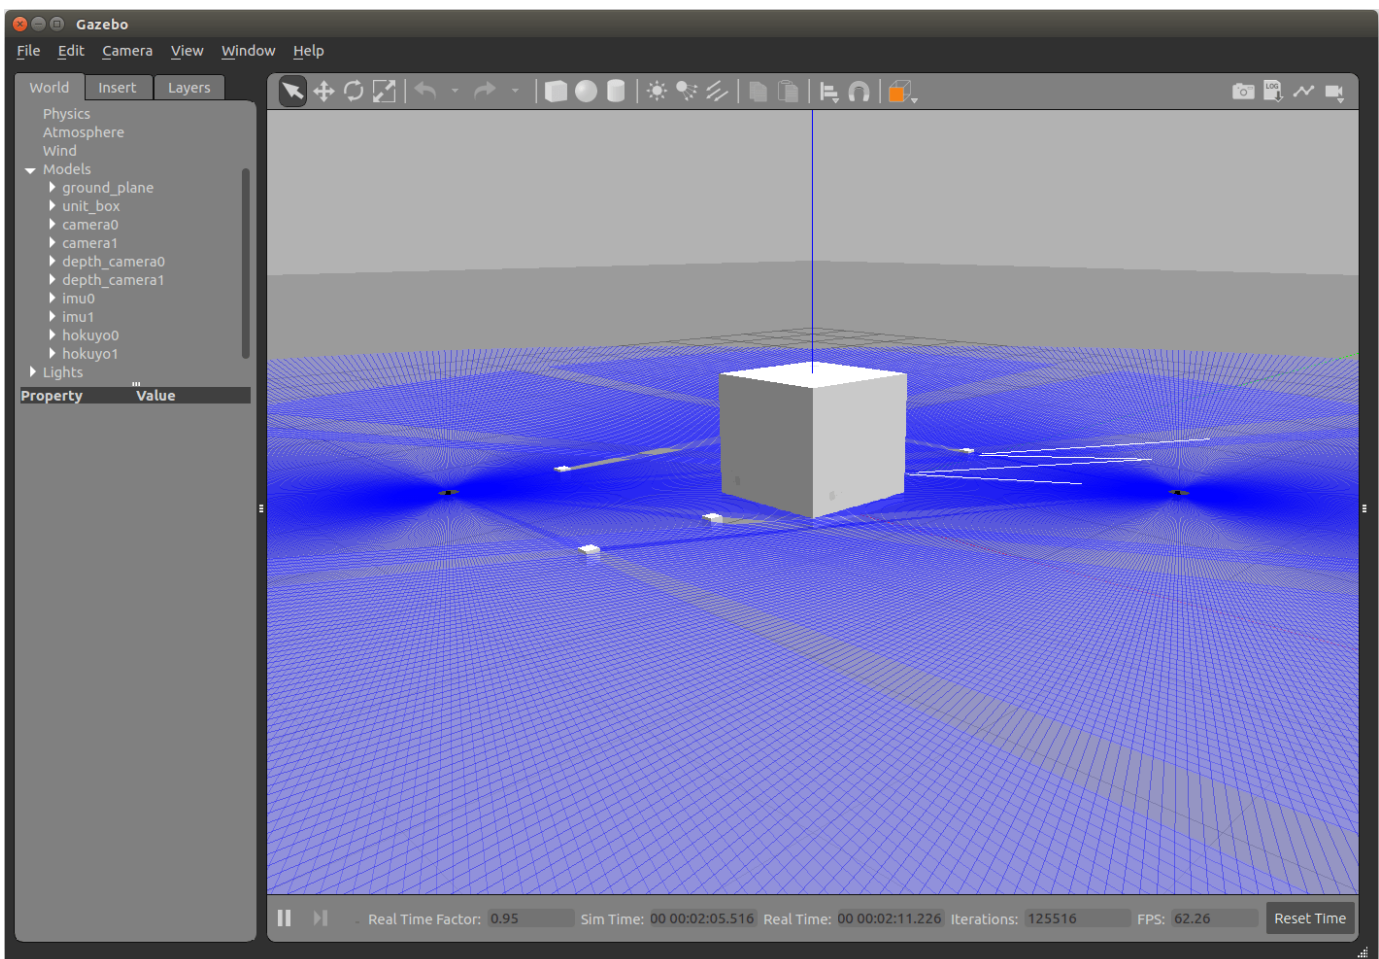 Gazebo
File Edit Camera View Window Help
World Insert Layers
LOG
Physics
Atmosphere
Wind
Models
ground_plane
unit_box
camera0
camera1
depth_camera0
depth_camera1
imu0
imu1
hokuyo0
hokuyo1
Lights
Property Value
Real Time Factor: 0.95 Sim Time: 00 00:02:05.516 Real Time: 00 00:02:11.226 Iterations: 125516 FPS: 62.26 Reset Time